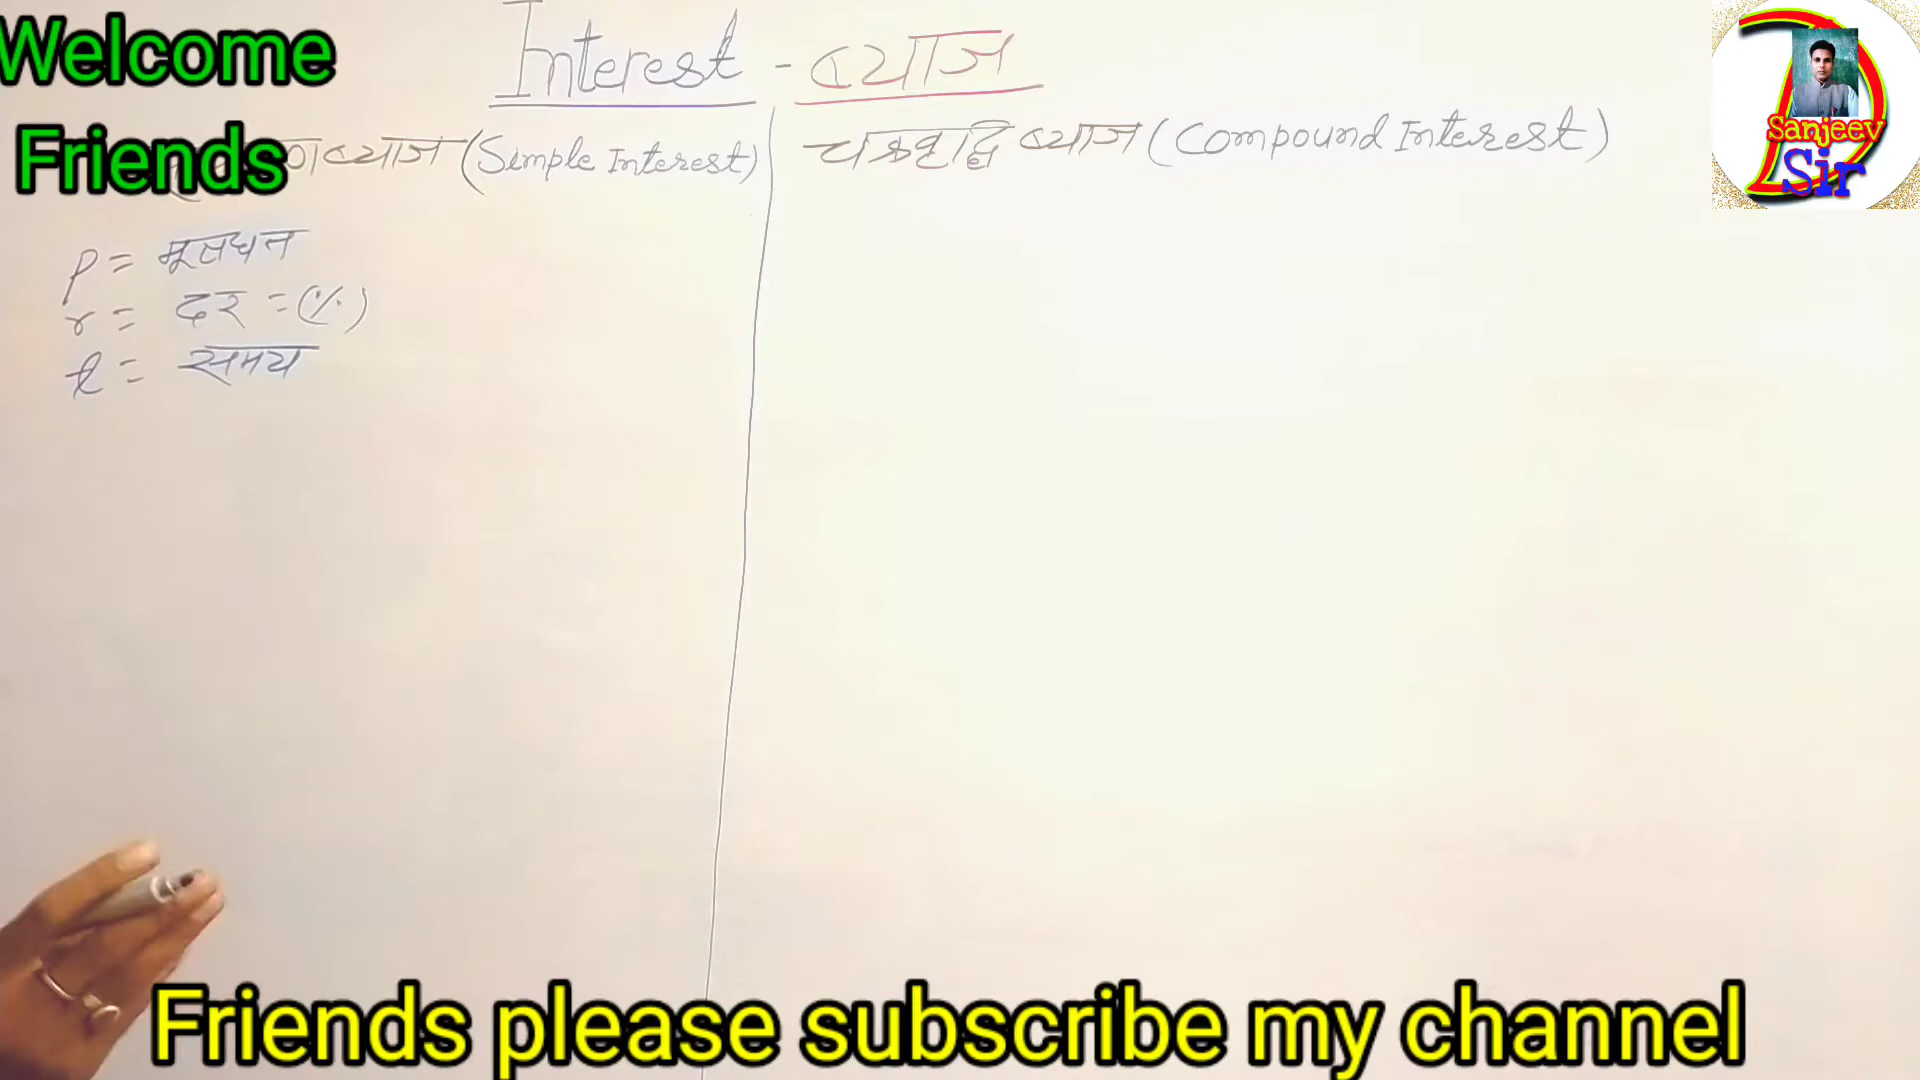 Welcome
Friends
Interest - ब्याज
ब्याज (Simple Interest)
चक्रवृद्धि ब्याज (Compound Interest)
P = मूलधन
r = दर = (%)
t = समय
Sanjeev
Sir
Friends please subscribe my channel